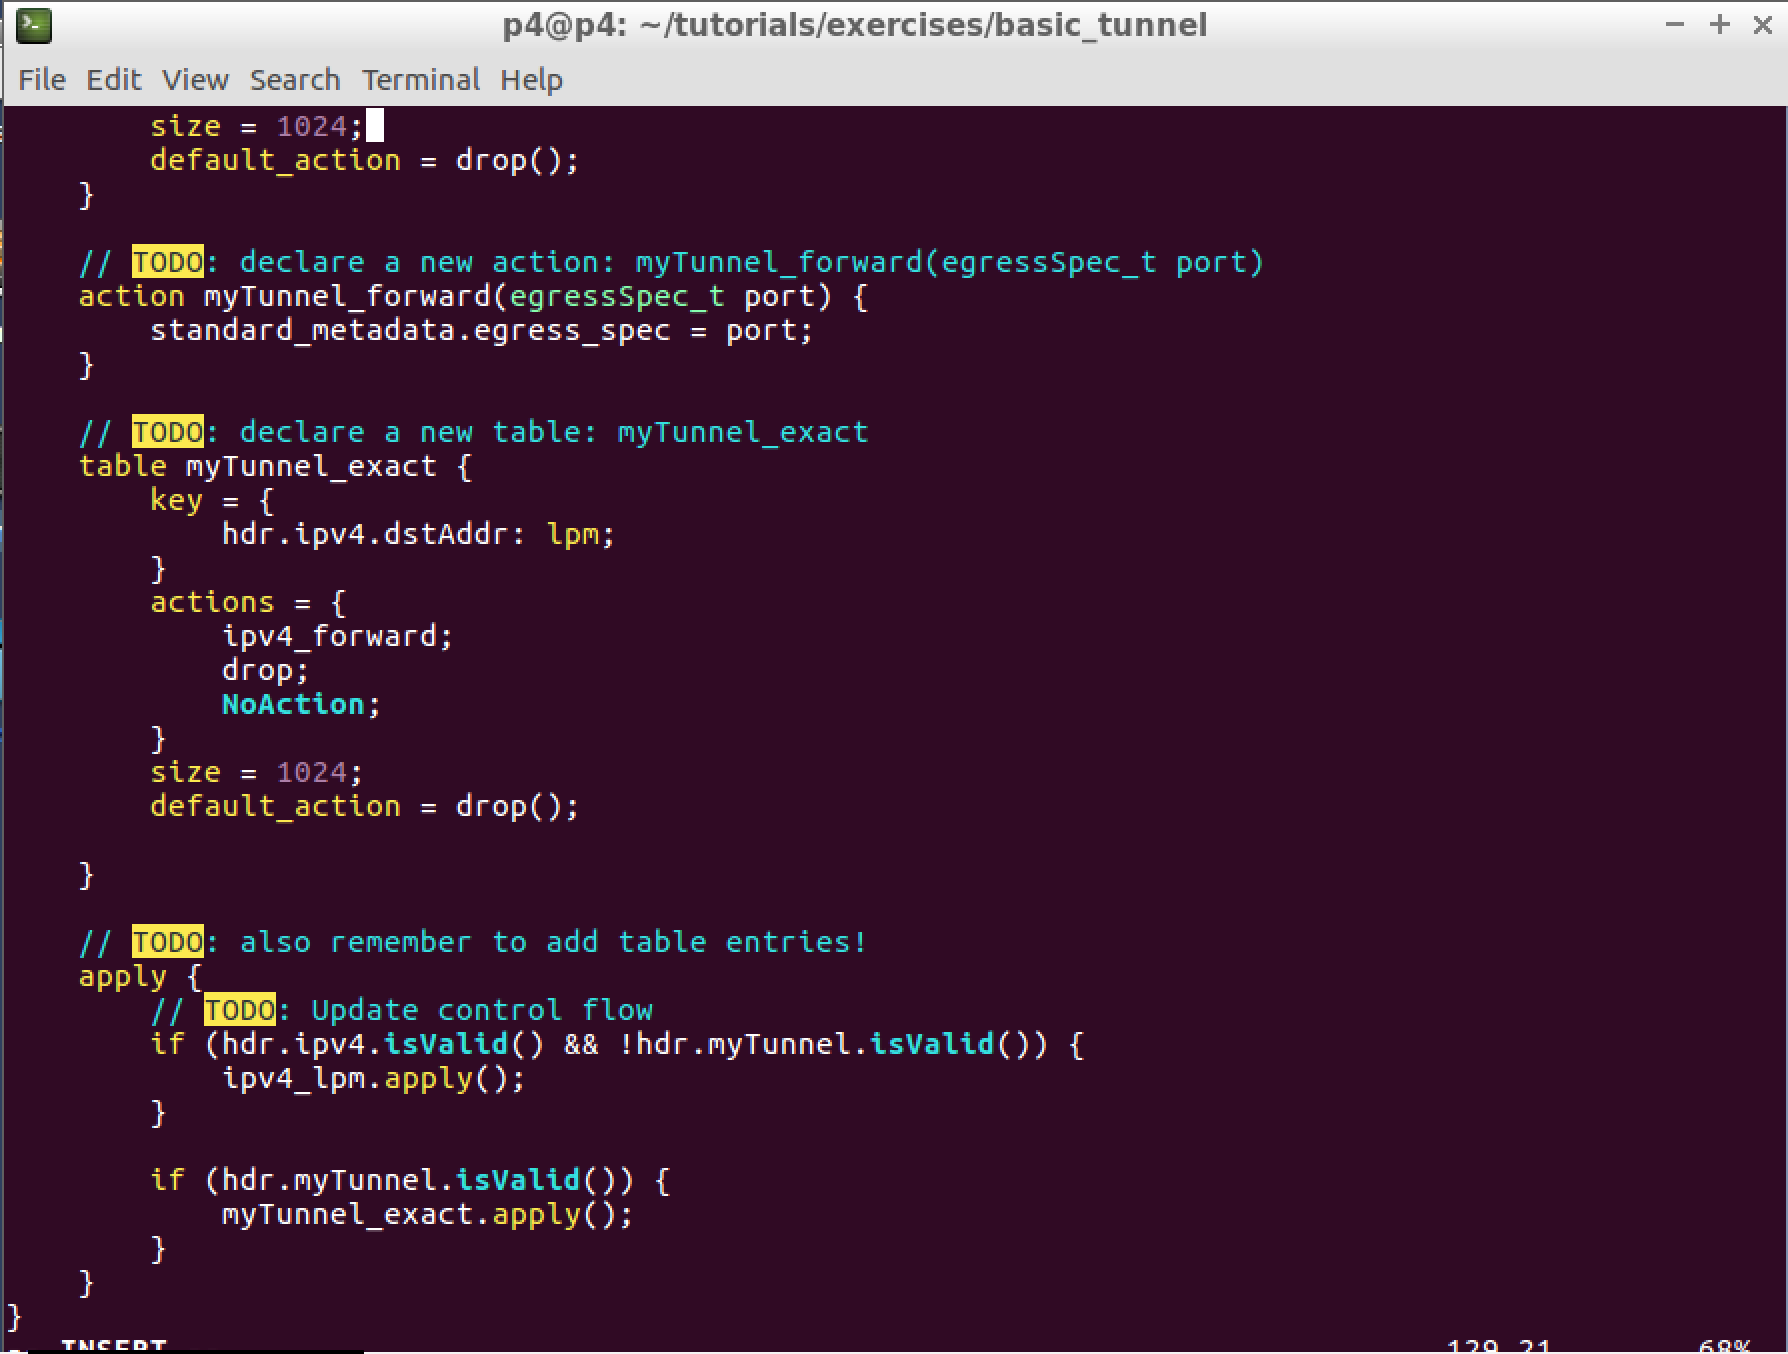 p4@p4: ~/tutorials/exercises/basic_tunnel
File Edit View Search Terminal Help
        size = 1024;
        default_action = drop();
    }

    // TODO: declare a new action: myTunnel_forward(egressSpec_t port)
    action myTunnel_forward(egressSpec_t port) {
        standard_metadata.egress_spec = port;
    }

    // TODO: declare a new table: myTunnel_exact
    table myTunnel_exact {
        key = {
            hdr.ipv4.dstAddr: lpm;
        }
        actions = {
            ipv4_forward;
            drop;
            NoAction;
        }
        size = 1024;
        default_action = drop();

    }

    // TODO: also remember to add table entries!
    apply {
        // TODO: Update control flow
        if (hdr.ipv4.isValid() && !hdr.myTunnel.isValid()) {
            ipv4_lpm.apply();
        }

        if (hdr.myTunnel.isValid()) {
            myTunnel_exact.apply();
        }
    }
}
INSERT 129,21 68%